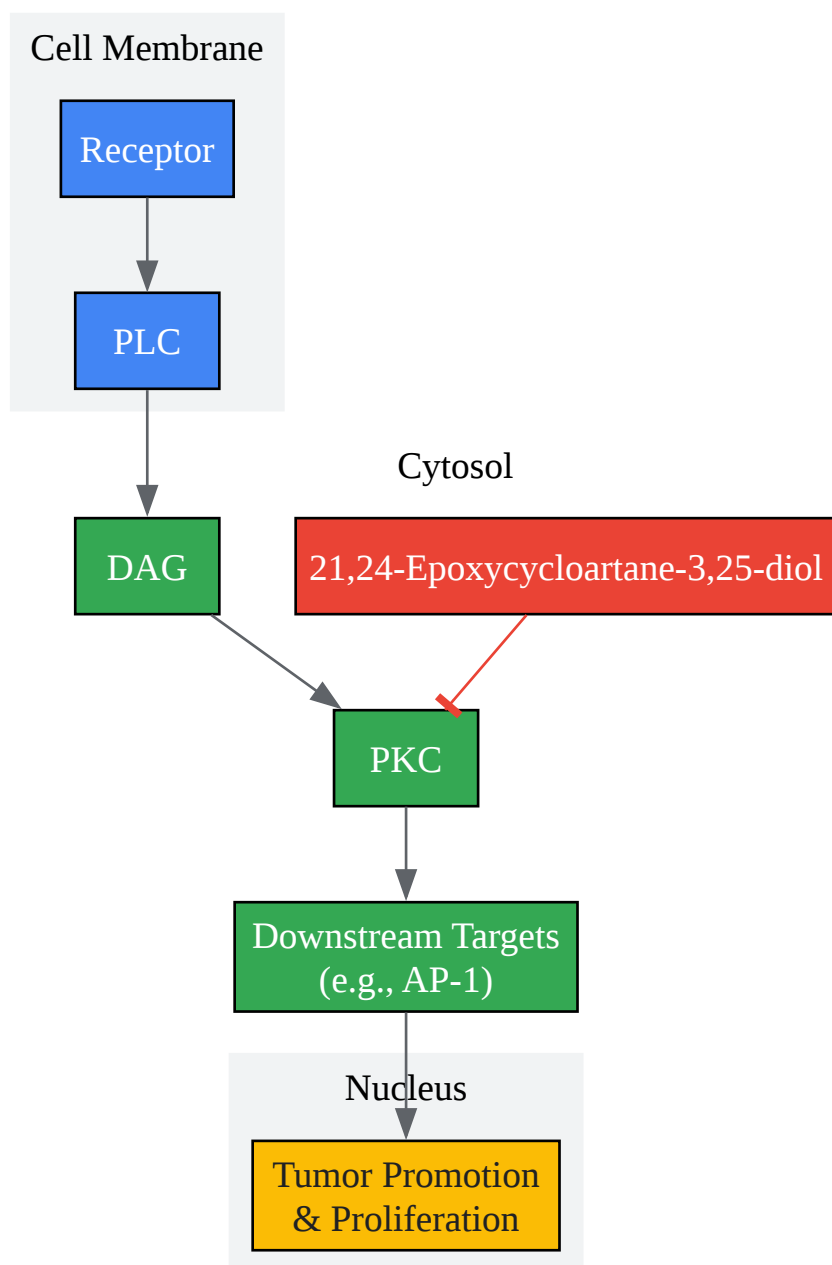 Cell Membrane
Receptor
PLC
Cytosol
DAG
21,24-Epoxycycloartane-3,25-diol
PKC
Downstream Targets
(e.g., AP-1)
Nucleus
Tumor Promotion
& Proliferation